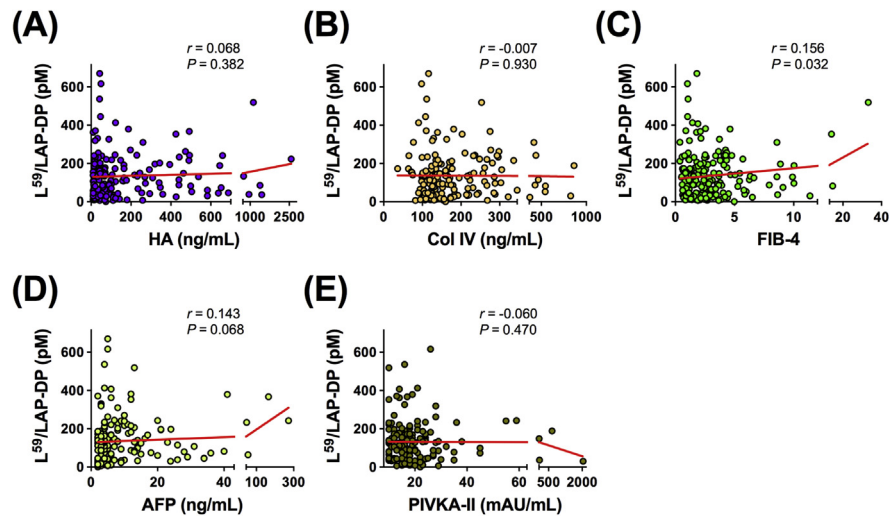 (A)
r = 0.068
P = 0.382
L⁵⁹/LAP-DP (pM)
600
400
200
0
0 200 400 600 1000 2500
HA (ng/mL)
(B)
r = -0.007
P = 0.930
L⁵⁹/LAP-DP (pM)
600
400
200
0
0 100 200 300 500 1000
Col IV (ng/mL)
(C)
r = 0.156
P = 0.032
L⁵⁹/LAP-DP (pM)
600
400
200
0
0 5 10 20 40
FIB-4
(D)
r = 0.143
P = 0.068
L⁵⁹/LAP-DP (pM)
600
400
200
0
0 20 40 100 300
AFP (ng/mL)
(E)
r = -0.060
P = 0.470
L⁵⁹/LAP-DP (pM)
600
400
200
0
20 40 60 500 2000
PIVKA-II (mAU/mL)